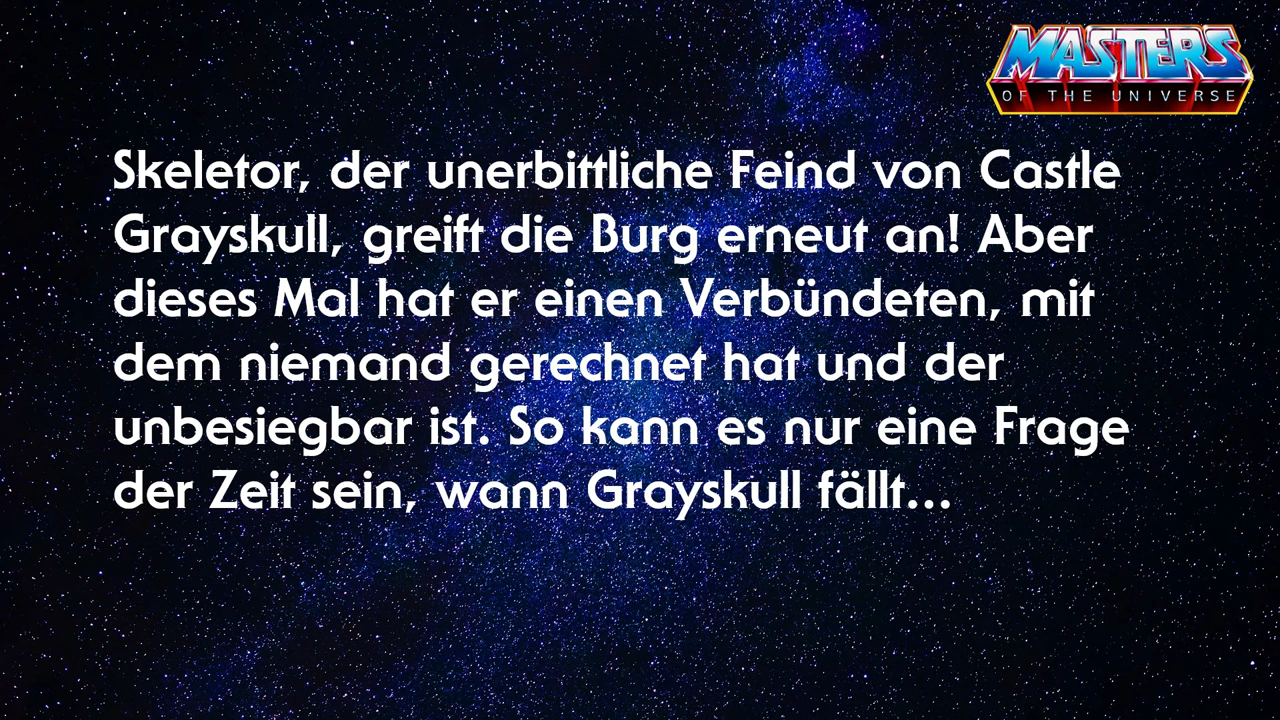 MASTERS
OF THE UNIVERSE
Skeletor, der unerbittliche Feind von Castle
Grayskull, greift die Burg erneut an! Aber
dieses Mal hat er einen Verbündeten, mit
dem niemand gerechnet hat und der
unbesiegbar ist. So kann es nur eine Frage
der Zeit sein, wann Grayskull fällt...